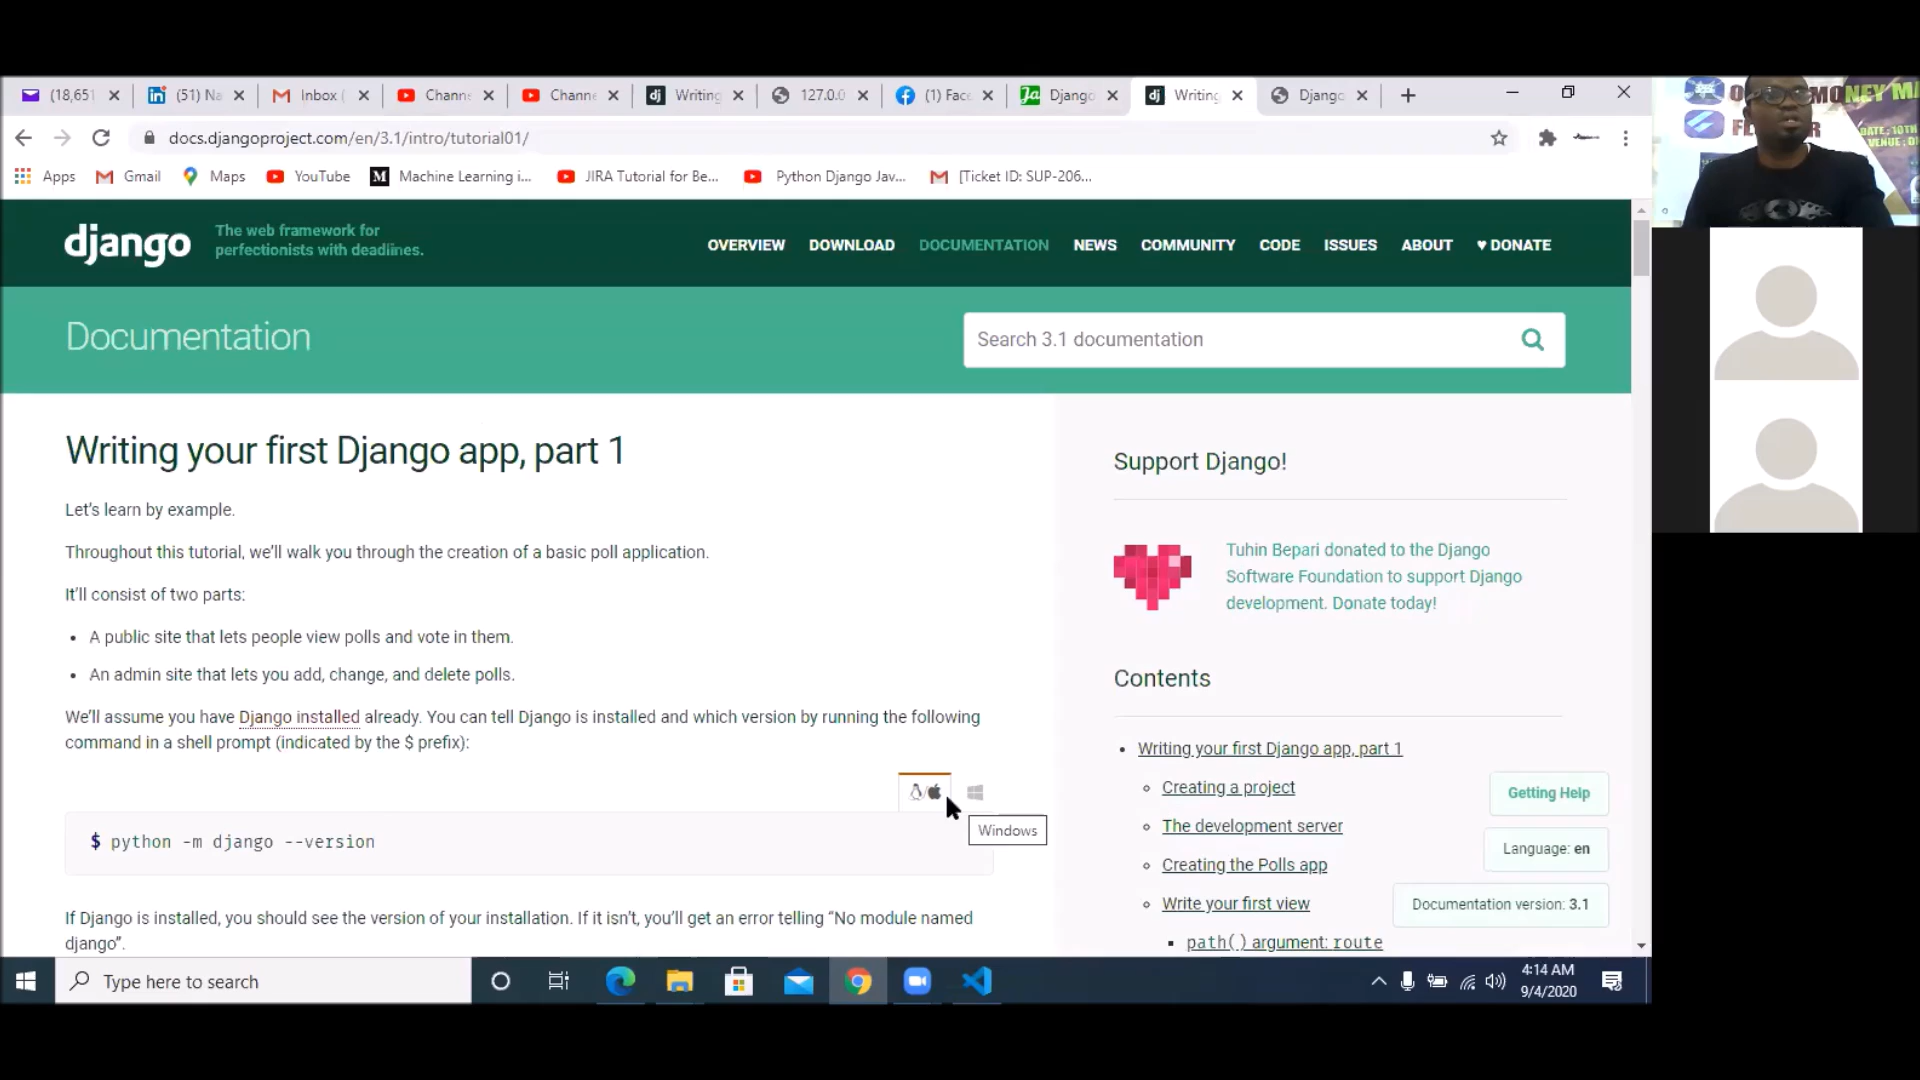 (18,651
(51) Na
Inbox (
Chann
Chann
Writing
127.0.0
(1) Face
Django
Writing
Django
docs.djangoproject.com/en/3.1/intro/tutorial01/
Apps
Gmail
Maps
YouTube
Machine Learning i...
JIRA Tutorial for Be...
Python Django Jav...
[Ticket ID: SUP-206...
django
The web framework for
perfectionists with deadlines.
OVERVIEW
DOWNLOAD
DOCUMENTATION
NEWS
COMMUNITY
CODE
ISSUES
ABOUT
♥ DONATE
Documentation
Search 3.1 documentation
Writing your first Django app, part 1
Let's learn by example.
Throughout this tutorial, we'll walk you through the creation of a basic poll application.
It'll consist of two parts:
• A public site that lets people view polls and vote in them.
• An admin site that lets you add, change, and delete polls.
We'll assume you have Django installed already. You can tell Django is installed and which version by running the following
command in a shell prompt (indicated by the $ prefix):
Windows
$ python -m django --version
If Django is installed, you should see the version of your installation. If it isn't, you'll get an error telling “No module named
django”.
Support Django!
Tuhin Bepari donated to the Django
Software Foundation to support Django
development. Donate today!
Contents
• Writing your first Django app, part 1
Creating a project
The development server
Creating the Polls app
Write your first view
path() argument: route
Getting Help
Language: en
Documentation version: 3.1
Type here to search
4:14 AM
9/4/2020
MONEY
DATE ; 10TH
VENUE ;